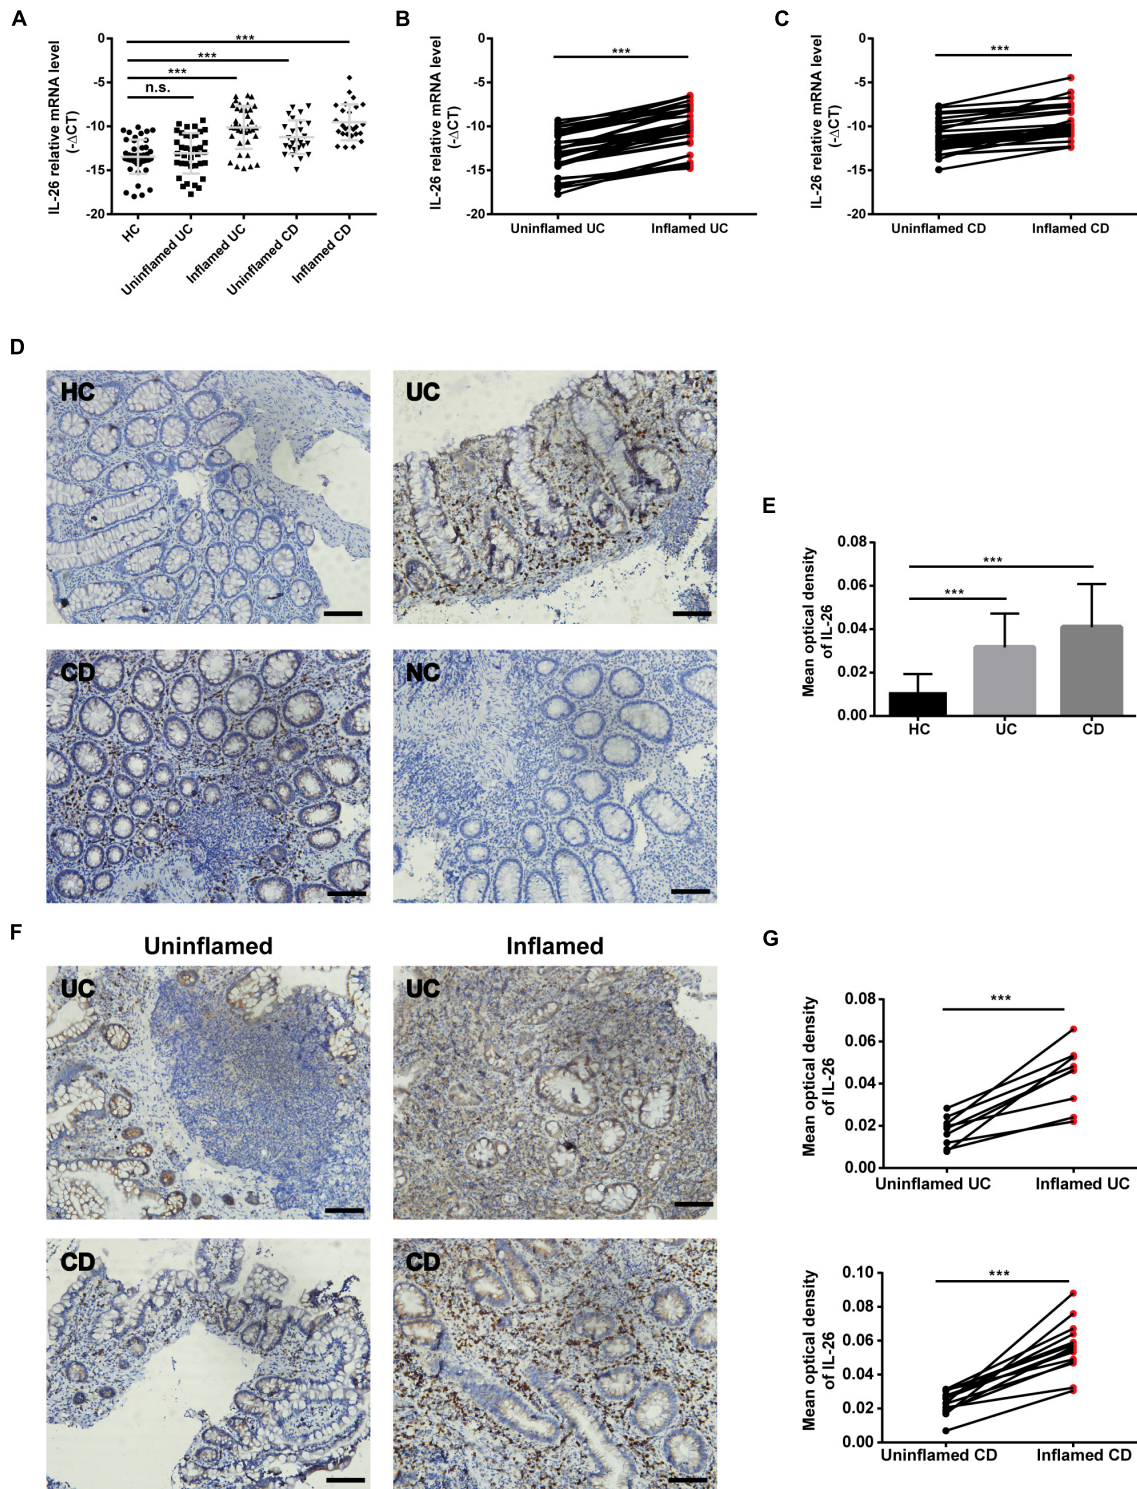 A
IL-26 relative mRNA level
(-ΔCT)
0
-5
-10
-15
-20
***
***
***
n.s.
HC
Uninflamed UC
Inflamed UC
Uninflamed CD
Inflamed CD
B
IL-26 relative mRNA level
(-ΔCT)
0
-5
-10
-15
-20
***
Uninflamed UC
Inflamed UC
C
IL-26 relative mRNA level
(-ΔCT)
0
-5
-10
-15
-20
***
Uninflamed CD
Inflamed CD
D
HC
UC
CD
NC
E
Mean optical density
of IL-26
0.08
0.06
0.04
0.02
0.00
***
***
HC
UC
CD
F
Uninflamed
Inflamed
UC
CD
CD
G
Mean optical density
of IL-26
0.08
0.06
0.04
0.02
0.00
***
Uninflamed UC
Inflamed UC
Mean optical density
of IL-26
0.10
0.08
0.06
0.04
0.02
0.00
***
Uninflamed CD
Inflamed CD